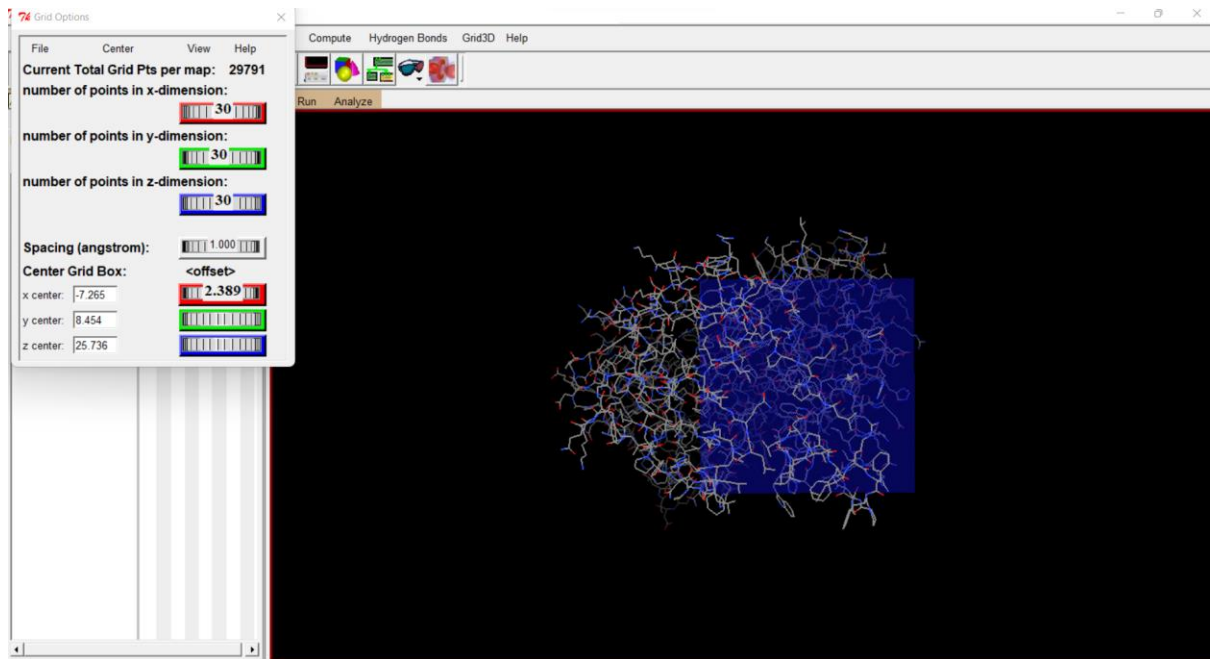 Grid Options
File Center View Help
Compute Hydrogen Bonds Grid3D Help
Current Total Grid Pts per map: 29791
number of points in x-dimension:
30
Run Analyze
number of points in y-dimension:
30
number of points in z-dimension:
30
Spacing (angstrom): 1.000
Center Grid Box: <offset>
x center: -7.265 2.389
y center: 8.454
z center: 25.736